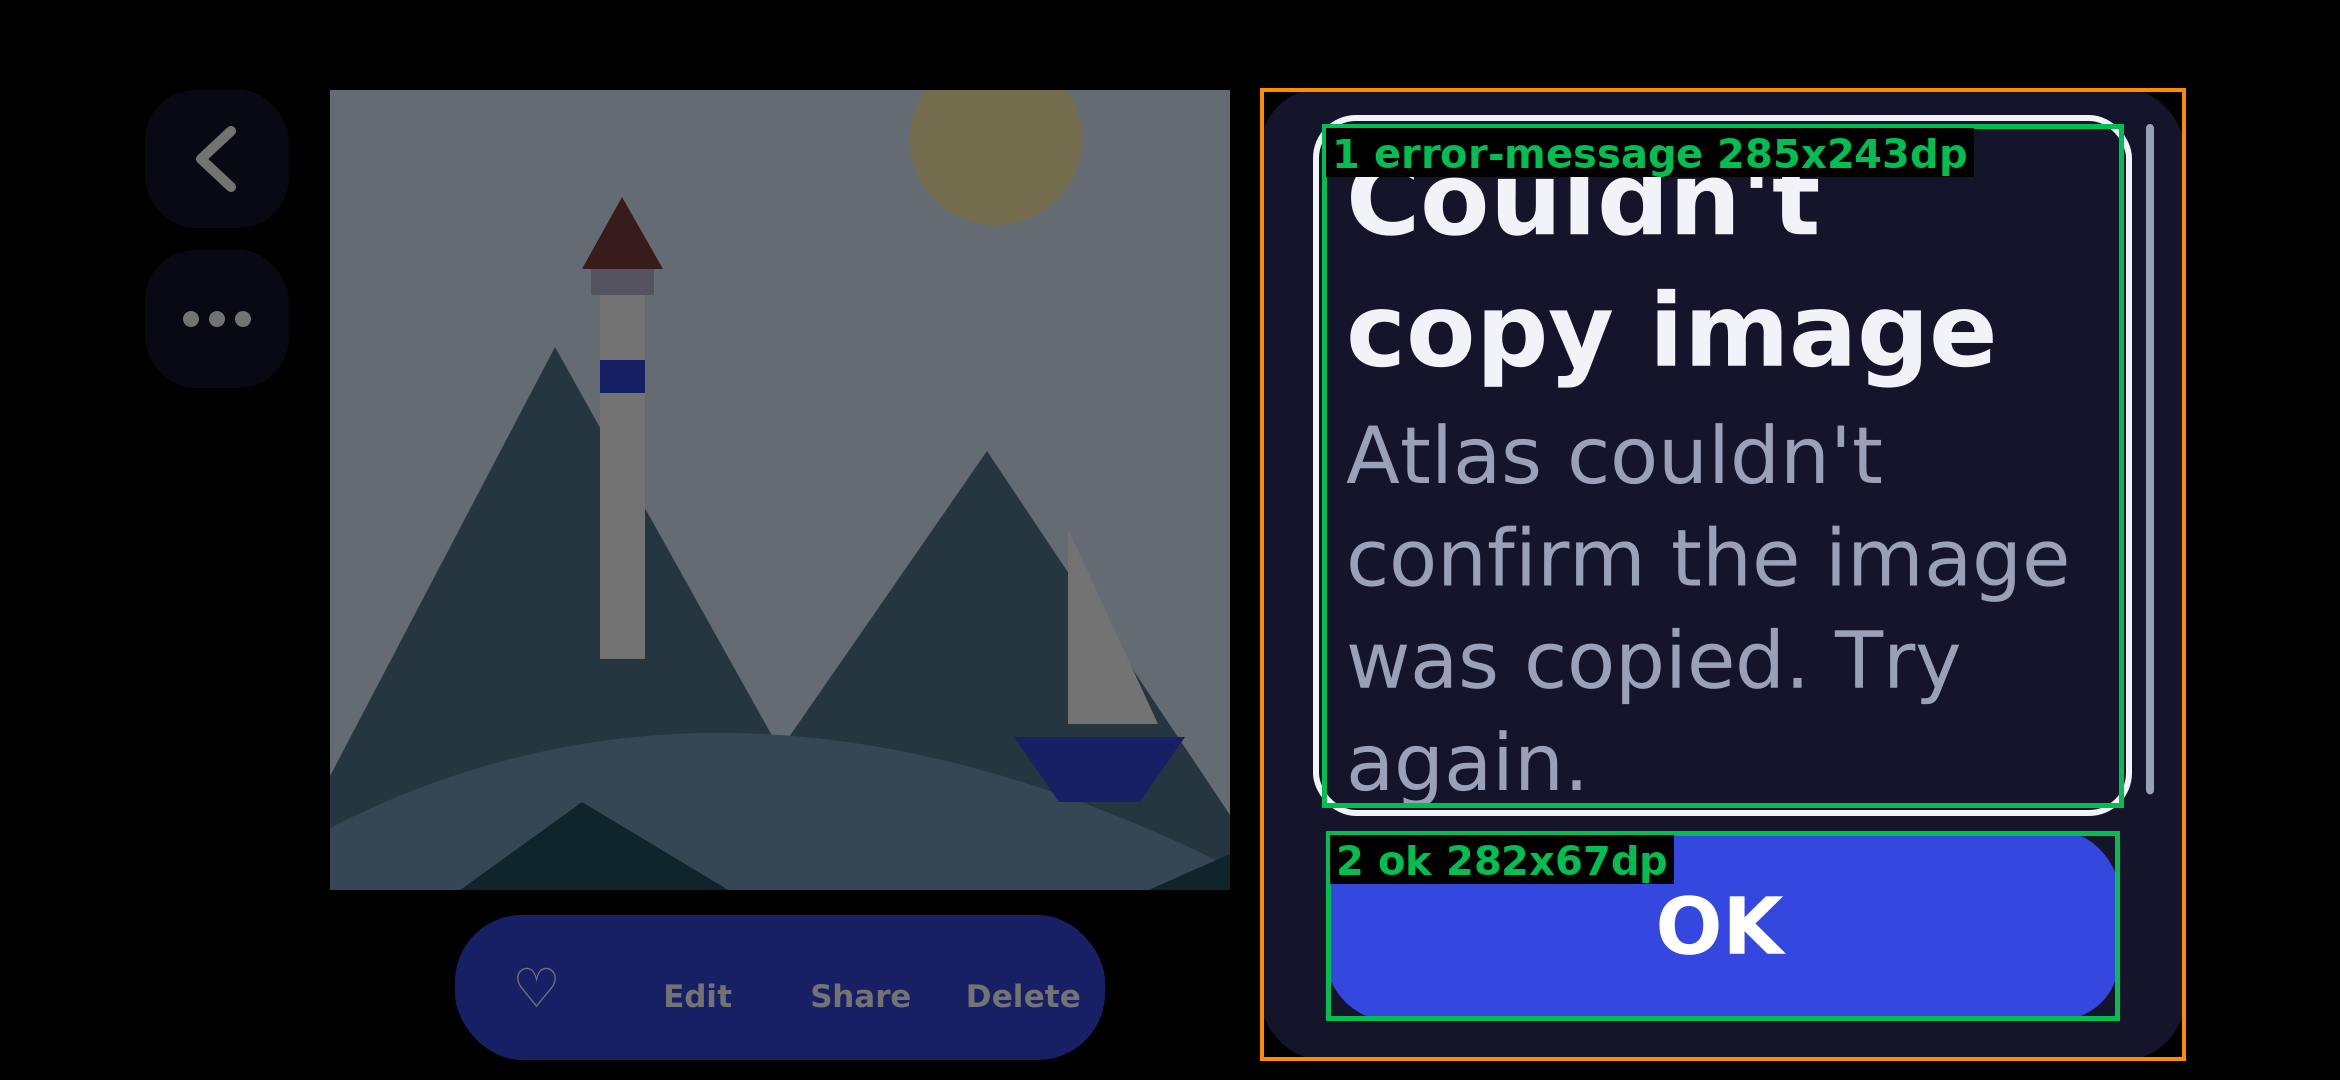 1 error-message 285x243dp
Couldn't
copy image
Atlas couldn't
confirm the image
was copied. Try
again.
2 ok 282x67dp
OK
♡ Edit Share Delete